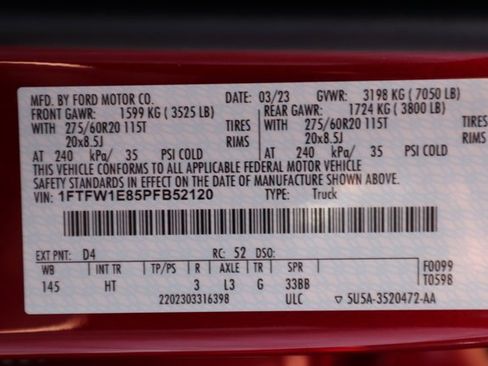 MFD. BY FORD MOTOR CO. DATE: 03/23 GVWR: 3198 KG ( 7050 LB)
FRONT GAWR: 1599 KG ( 3525 LB) REAR GAWR: 1724 KG ( 3800 LB)
WITH 275/60R20 115T TIRES WITH 275/60R20 115T TIRES
20x8.5J RIMS 20x8.5J RIMS
AT 240 kPa/ 35 PSI COLD AT 240 kPa/ 35 PSI COLD
THIS VEHICLE CONFORMS TO ALL APPLICABLE FEDERAL MOTOR VEHICLE
SAFETY STANDARDS IN EFFECT ON THE DATE OF MANUFACTURE SHOWN ABOVE.
VIN: 1FTFW1E85PFB52120 TYPE: Truck
EXT PNT: D4 RC: 52 DSO:
WB INT TR TP/PS R AXLE TR SPR F0099
145 HT 3 L3 G 33BB T0598
2202303316398 ULC ▽ 5U5A-3520472-AA